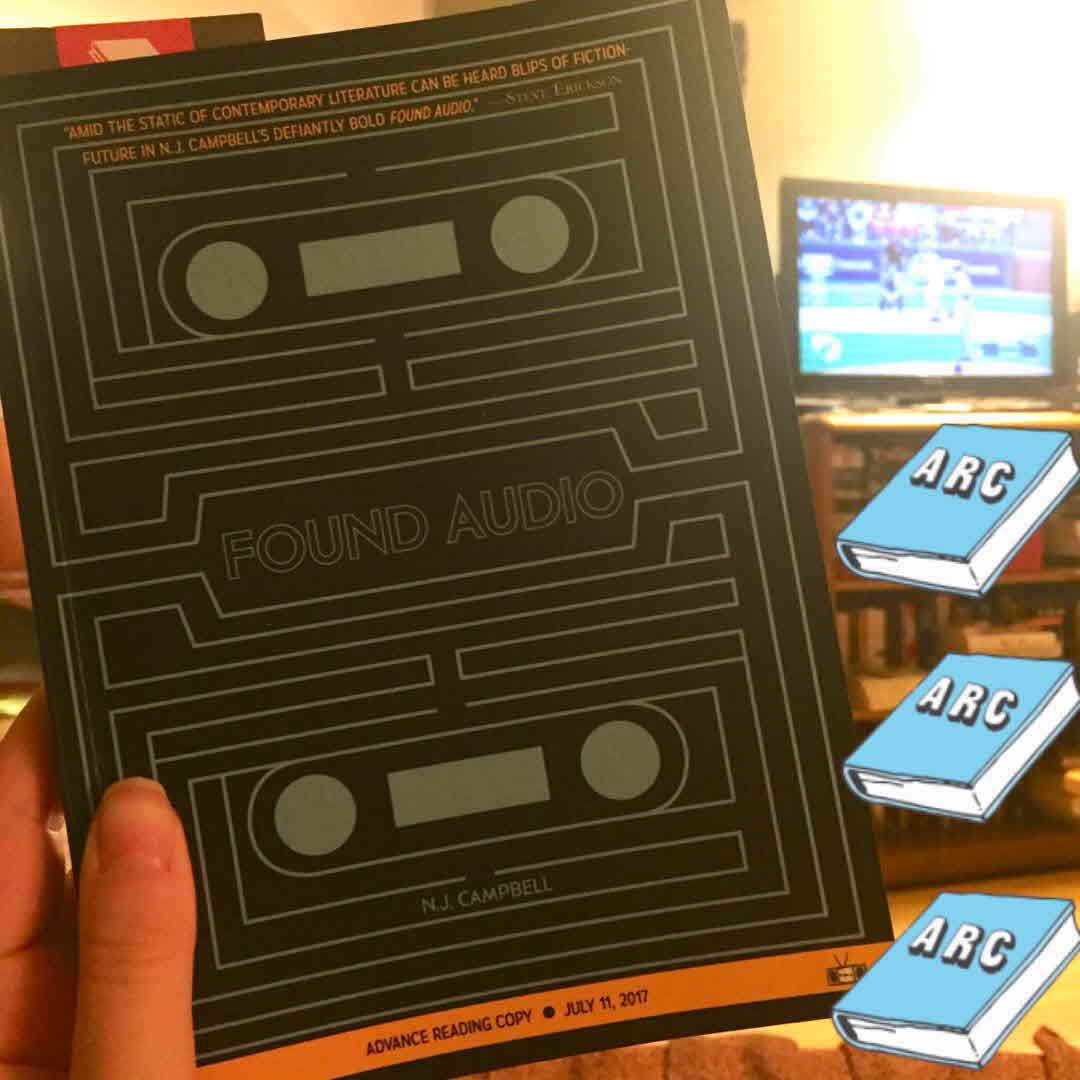 "AMID THE STATIC OF CONTEMPORARY LITERATURE CAN BE HEARD BLIPS OF FICTION-
FUTURE IN N.J. CAMPBELL'S DEFIANTLY BOLD FOUND AUDIO." —STEVE ERICKSON
FOUND AUDIO
N.J. CAMPBELL
ADVANCE READING COPY ● JULY 11, 2017
ARC
ARC
ARC